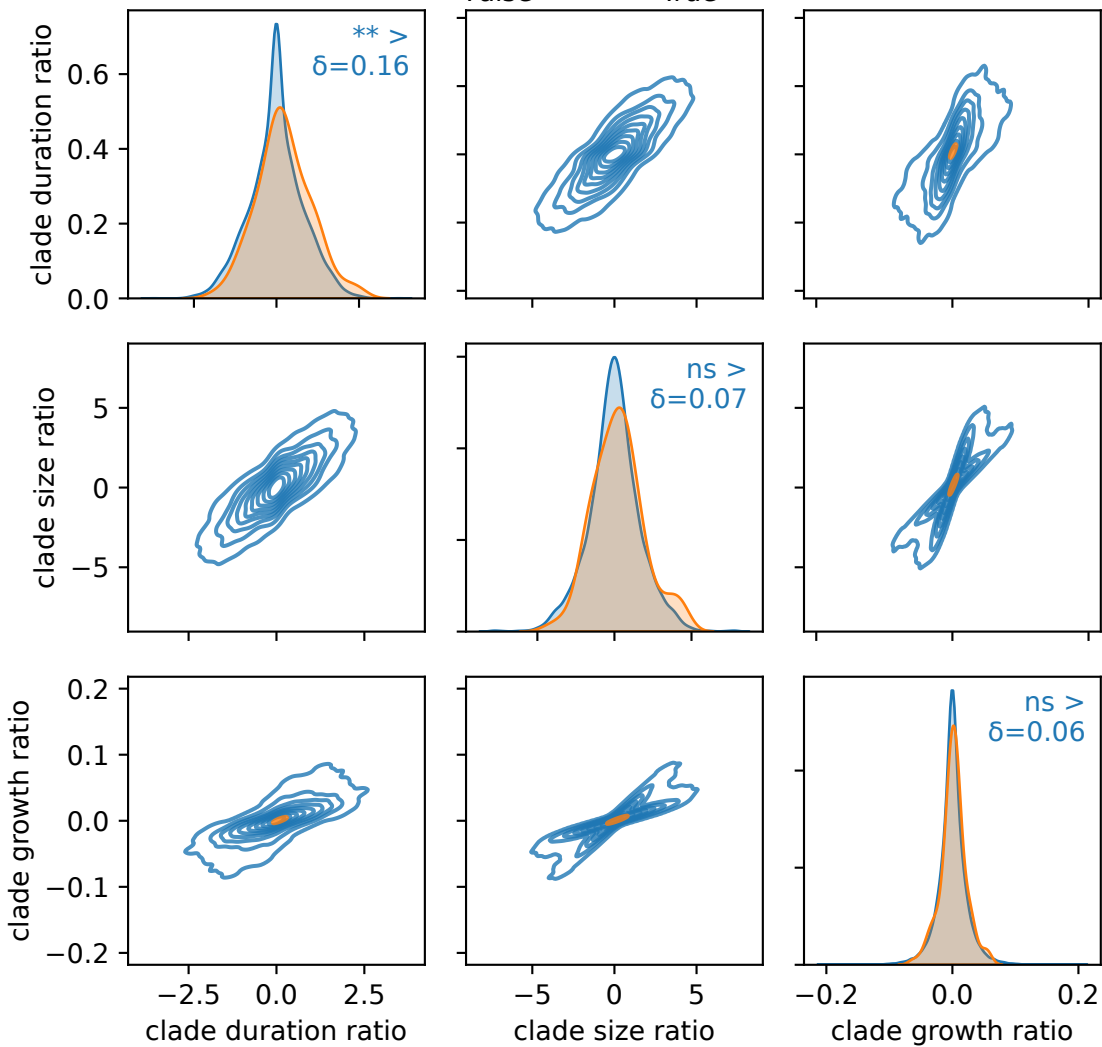 clade duration ratio
0.6
0.4
0.2
0.0
** >
δ=0.16
clade size ratio
5
0
−5
ns >
δ=0.07
clade growth ratio
0.2
0.1
0.0
−0.1
−0.2
ns >
δ=0.06
−2.5 0.0 2.5
clade duration ratio
−5 0 5
clade size ratio
−0.2 0.0 0.2
clade growth ratio